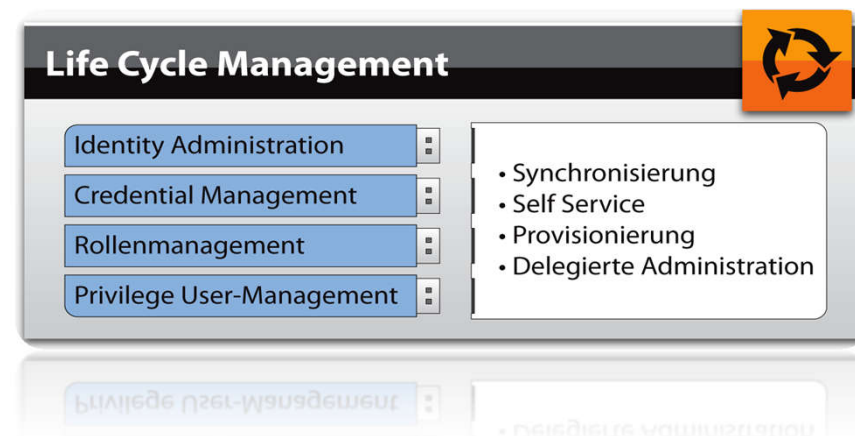 Life Cycle Management
Identity Administration
Credential Management
Rollenmanagement
Privilege User-Management
• Synchronisierung
• Self Service
• Provisionierung
• Delegierte Administration